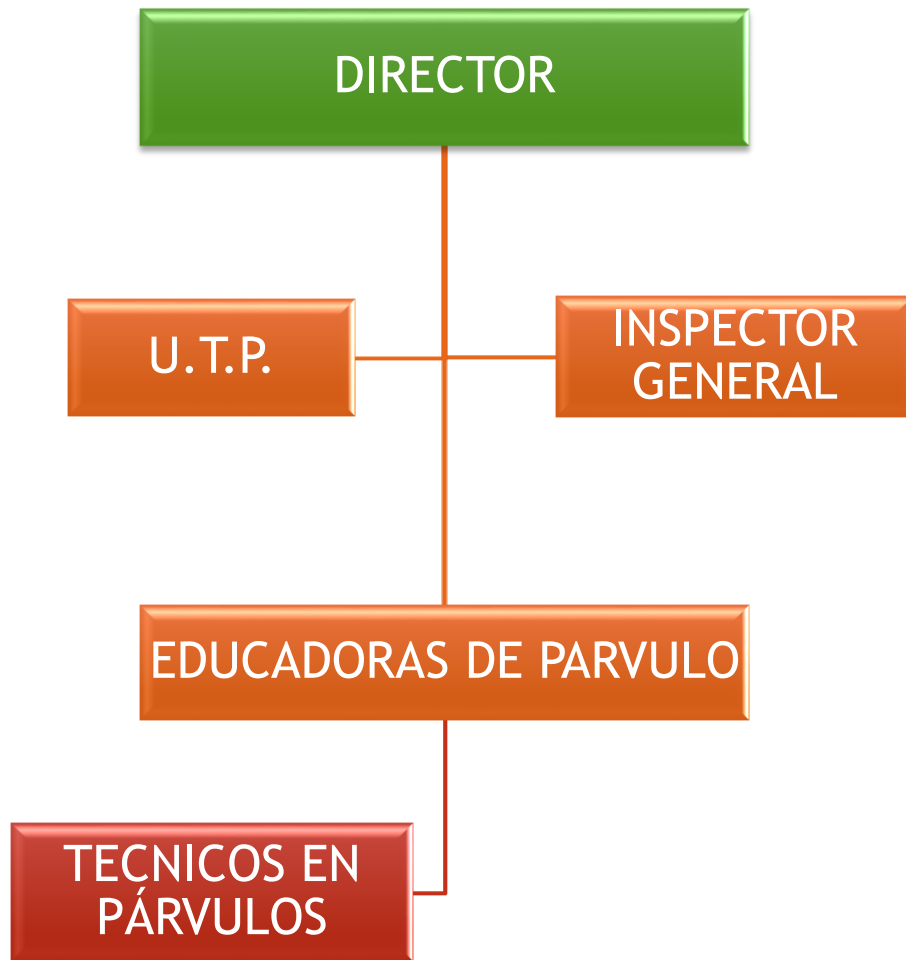 DIRECTOR
U.T.P.
INSPECTOR
GENERAL
EDUCADORAS DE PARVULO
TECNICOS EN
PÁRVULOS